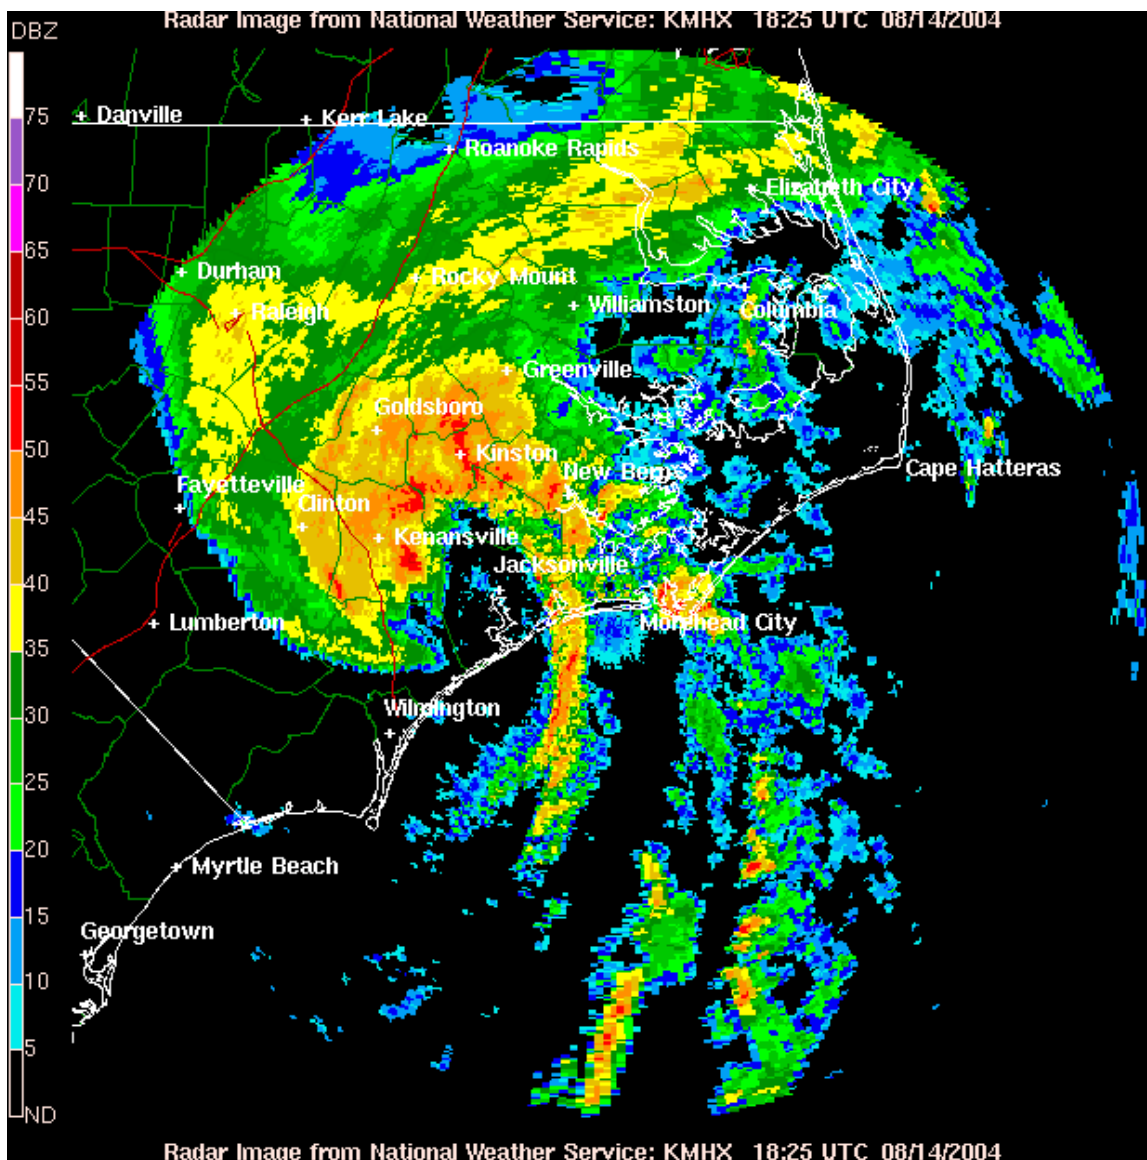 Radar Image from National Weather Service: KMHX 18:25 UTC 08/14/2004
DBZ
75
70
65
60
55
50
45
40
35
30
25
20
15
10
5
ND
Danville
Kerr Lake
Roanoke Rapids
Elizabeth City
Durham
Rocky Mount
Raleigh
Williamston
Columbia
Greenville
Goldsboro
Kinston
New Bern
Cape Hatteras
Fayetteville
Clinton
Kenansville
Jacksonville
Lumberton
Morehead City
Wilmington
Myrtle Beach
Georgetown
Radar Image from National Weather Service: KMHX 18:25 UTC 08/14/2004